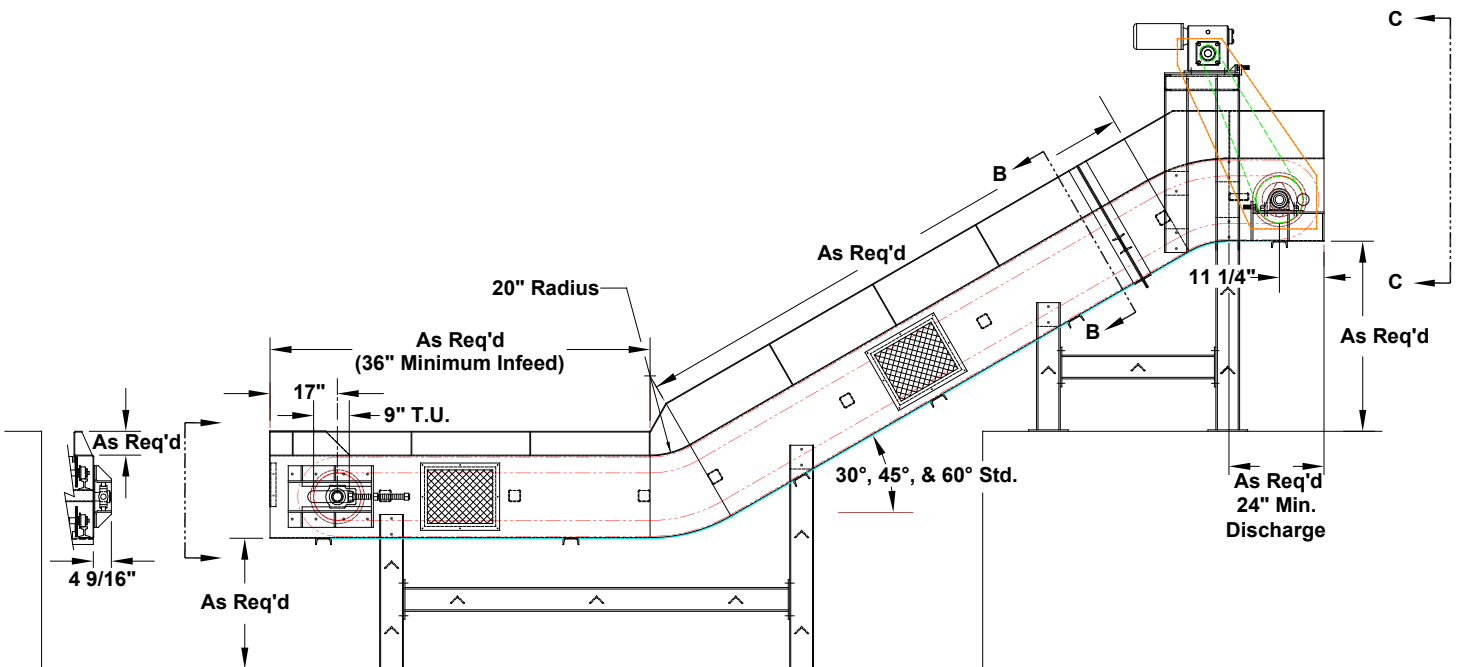 C
B
As Req'd
20" Radius
11 1/4"
C
As Req'd
(36" Minimum Infeed)
B
As Req'd
17"
9" T.U.
As Req'd
30°, 45°, & 60° Std.
As Req'd
24" Min.
Discharge
4 9/16"
As Req'd